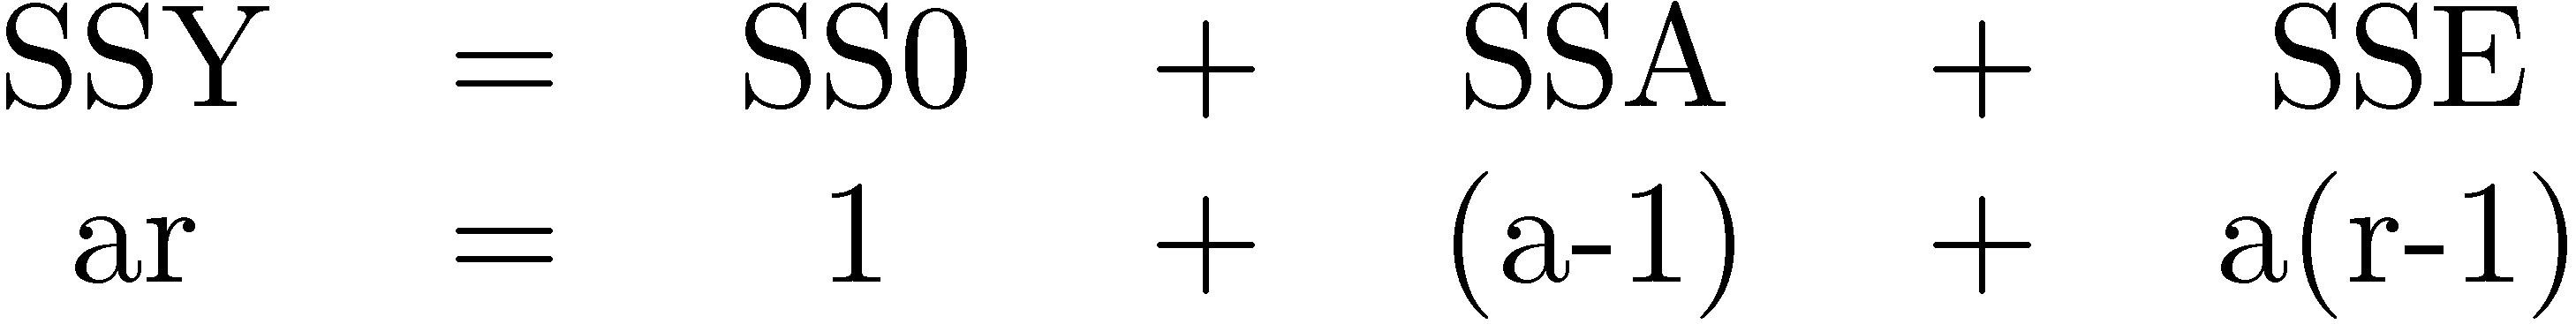 SSY = SS0 + SSA + SSE
ar = 1 + (a-1) + a(r-1)